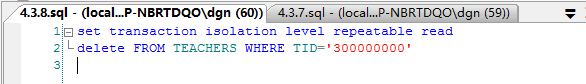 4.3.8.sql - (local...P-NBRTDQO\dgn (60))* 4.3.7.sql - (local...P-NBRTDQO\dgn (59))*
1 set transaction isolation level repeatable read
2 delete FROM TEACHERS WHERE TID='300000000'
3